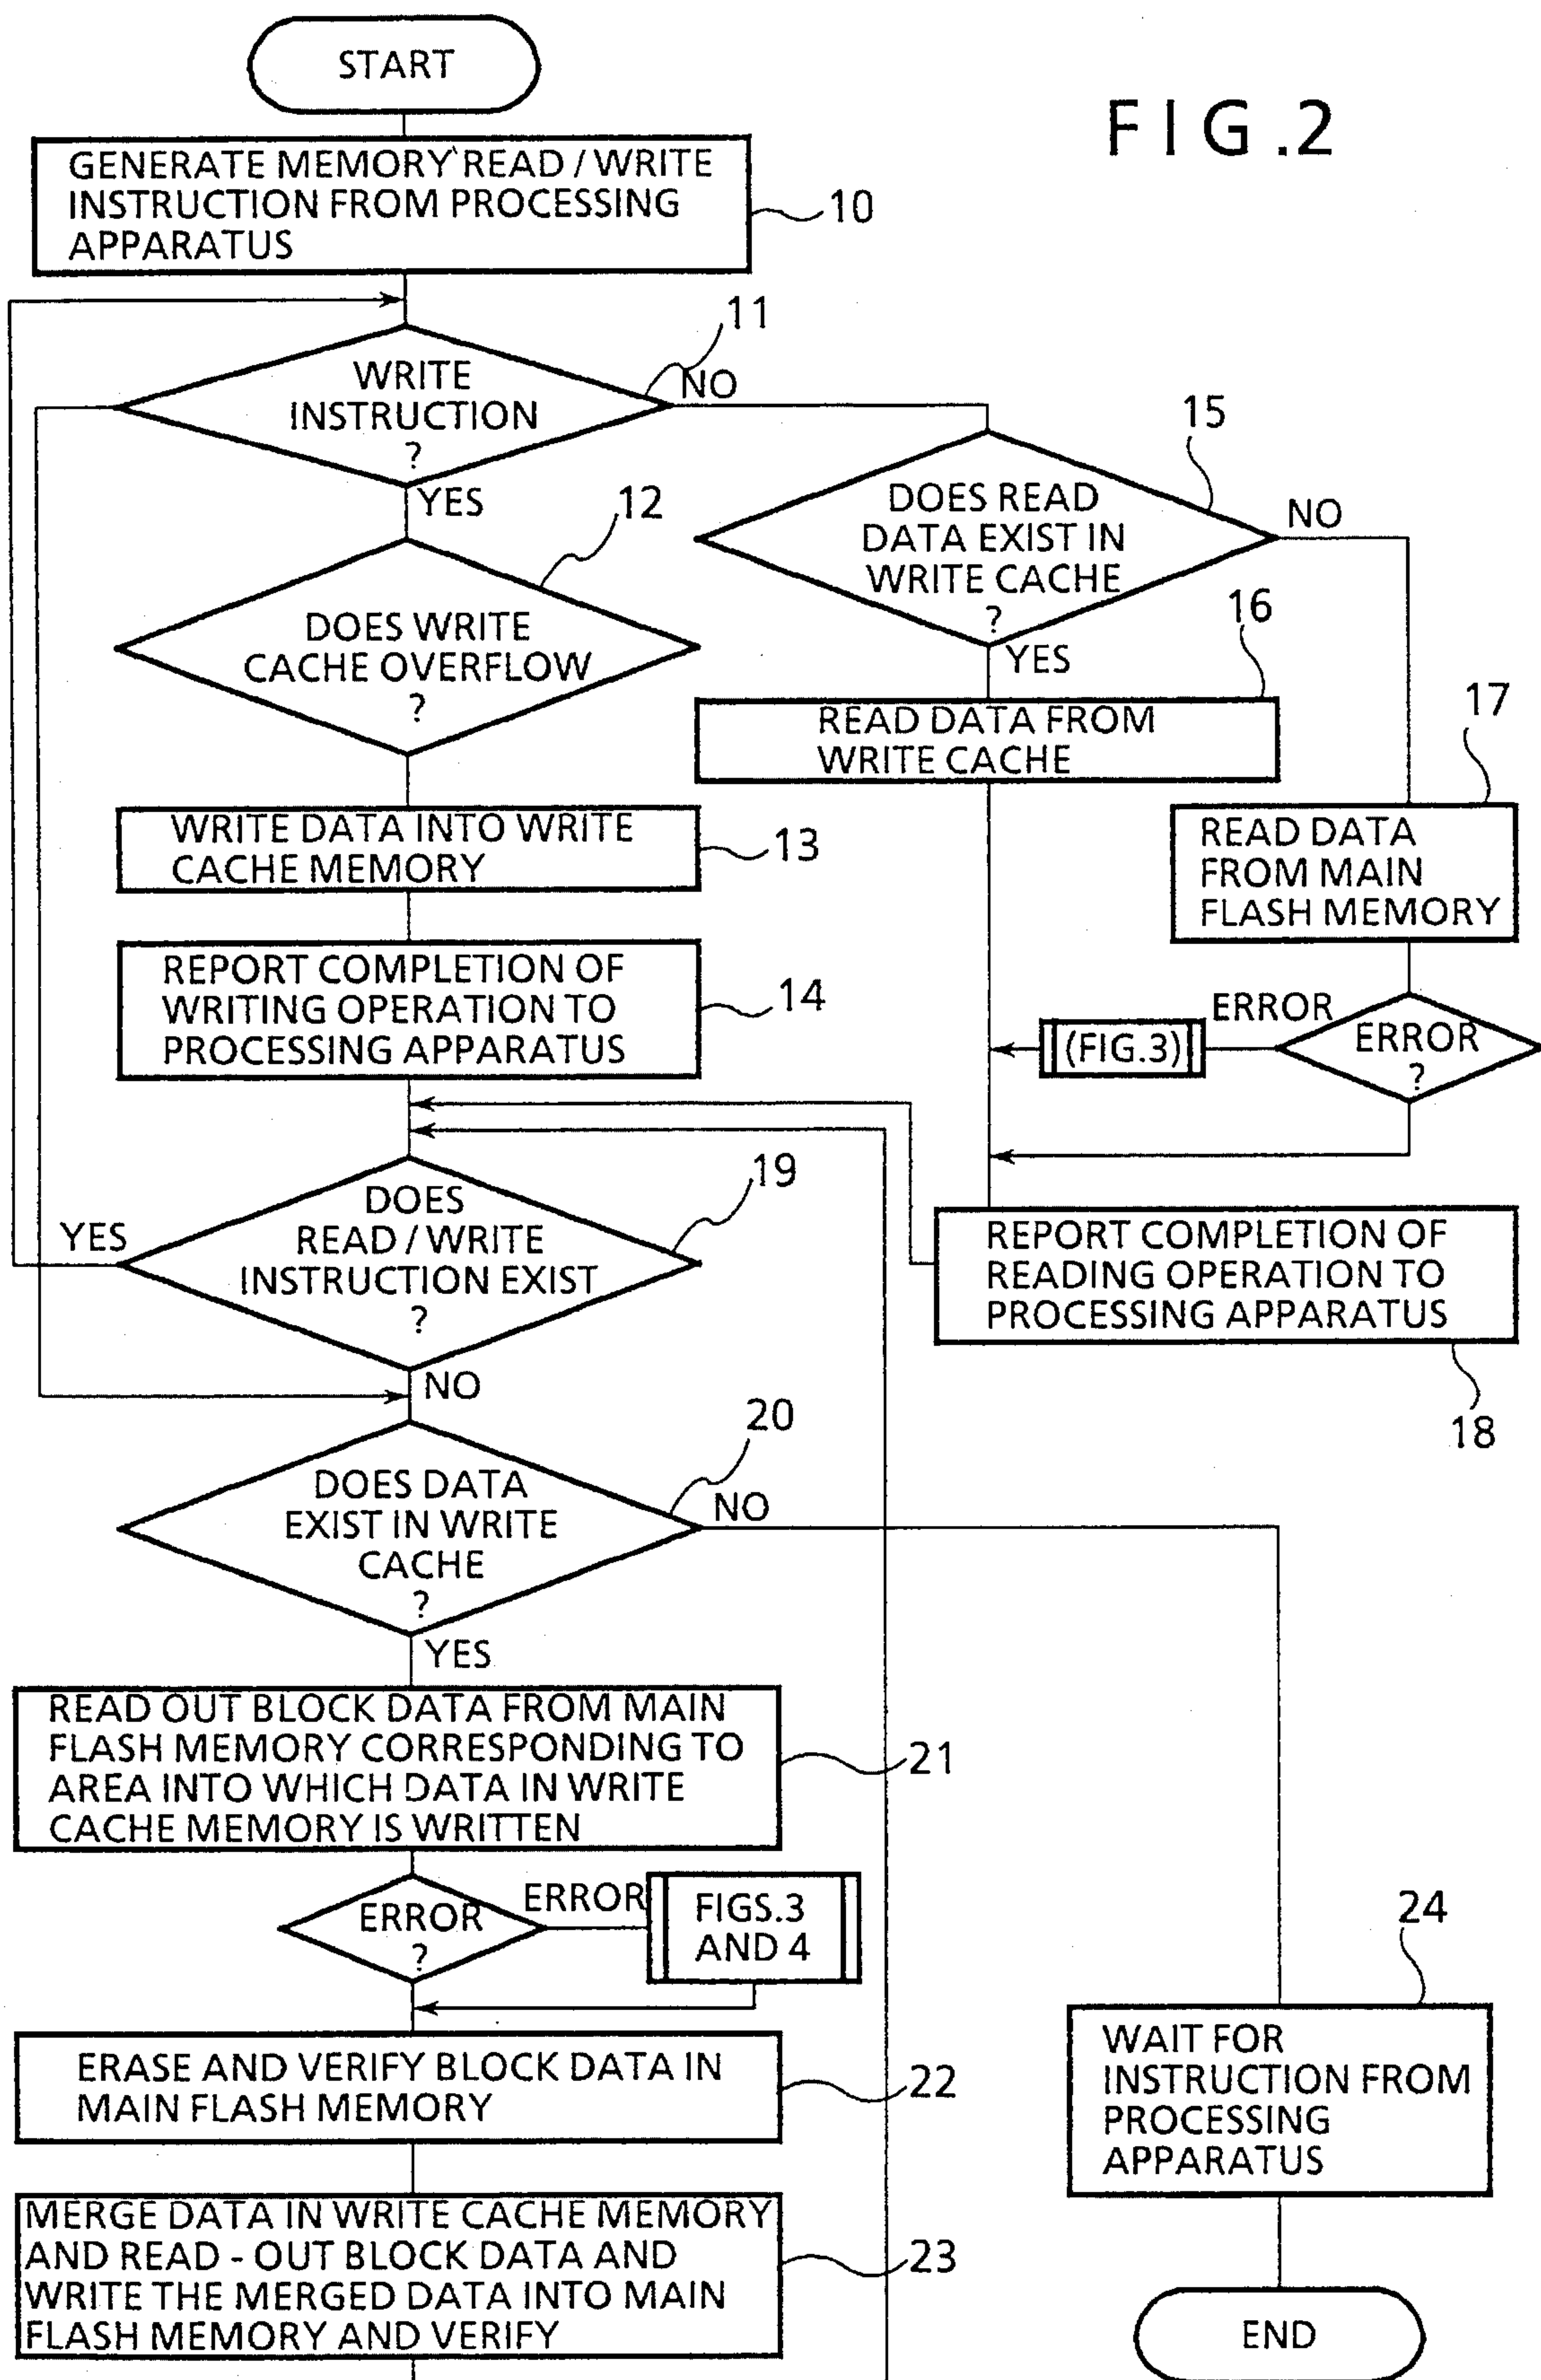 START
FIG.2
GENERATE MEMORY READ / WRITE
INSTRUCTION FROM PROCESSING
APPARATUS
10
11
WRITE
INSTRUCTION
?
NO
YES
12
DOES WRITE
CACHE OVERFLOW
?
15
DOES READ
DATA EXIST IN
WRITE CACHE
?
NO
YES
16
READ DATA FROM
WRITE CACHE
17
READ DATA
FROM MAIN
FLASH MEMORY
WRITE DATA INTO WRITE
CACHE MEMORY
13
REPORT COMPLETION OF
WRITING OPERATION TO
PROCESSING APPARATUS
14
ERROR
?
ERROR
(FIG.3)
19
DOES
READ / WRITE
INSTRUCTION EXIST
?
YES
NO
REPORT COMPLETION OF
READING OPERATION TO
PROCESSING APPARATUS
18
20
DOES DATA
EXIST IN WRITE
CACHE
?
NO
YES
READ OUT BLOCK DATA FROM MAIN
FLASH MEMORY CORRESPONDING TO
AREA INTO WHICH DATA IN WRITE
CACHE MEMORY IS WRITTEN
21
ERROR
?
ERROR
FIGS.3
AND 4
ERASE AND VERIFY BLOCK DATA IN
MAIN FLASH MEMORY
22
MERGE DATA IN WRITE CACHE MEMORY
AND READ - OUT BLOCK DATA AND
WRITE THE MERGED DATA INTO MAIN
FLASH MEMORY AND VERIFY
23
24
WAIT FOR
INSTRUCTION FROM
PROCESSING
APPARATUS
END